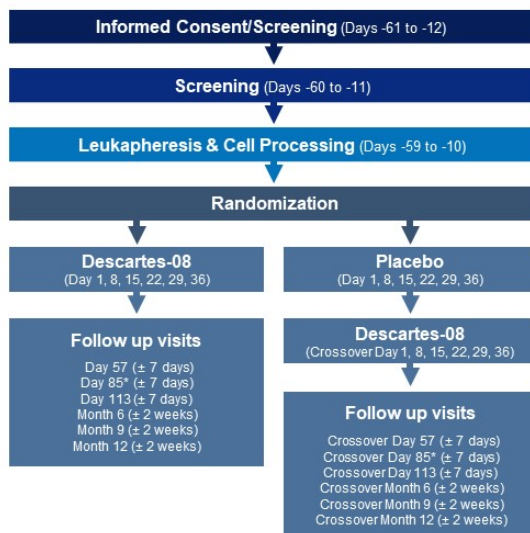 Informed Consent/Screening (Days -61 to -12)
Screening (Days -60 to -11)
Leukapheresis & Cell Processing (Days -59 to -10)
Randomization
Descartes-08
(Day 1, 8, 15, 22, 29, 36)
Follow up visits
Day 57 (± 7 days)
Day 85* (± 7 days)
Day 113 (± 7 days)
Month 6 (± 2 weeks)
Month 9 (± 2 weeks)
Month 12 (± 2 weeks)
Placebo
(Day 1, 8, 15, 22, 29, 36)
Descartes-08
(Crossover Day 1, 8, 15, 22, 29, 36)
Follow up visits
Crossover Day 57 (± 7 days)
Crossover Day 85* (± 7 days)
Crossover Day 113 (± 7 days)
Crossover Month 6 (± 2 weeks)
Crossover Month 9 (± 2 weeks)
Crossover Month 12 (± 2 weeks)